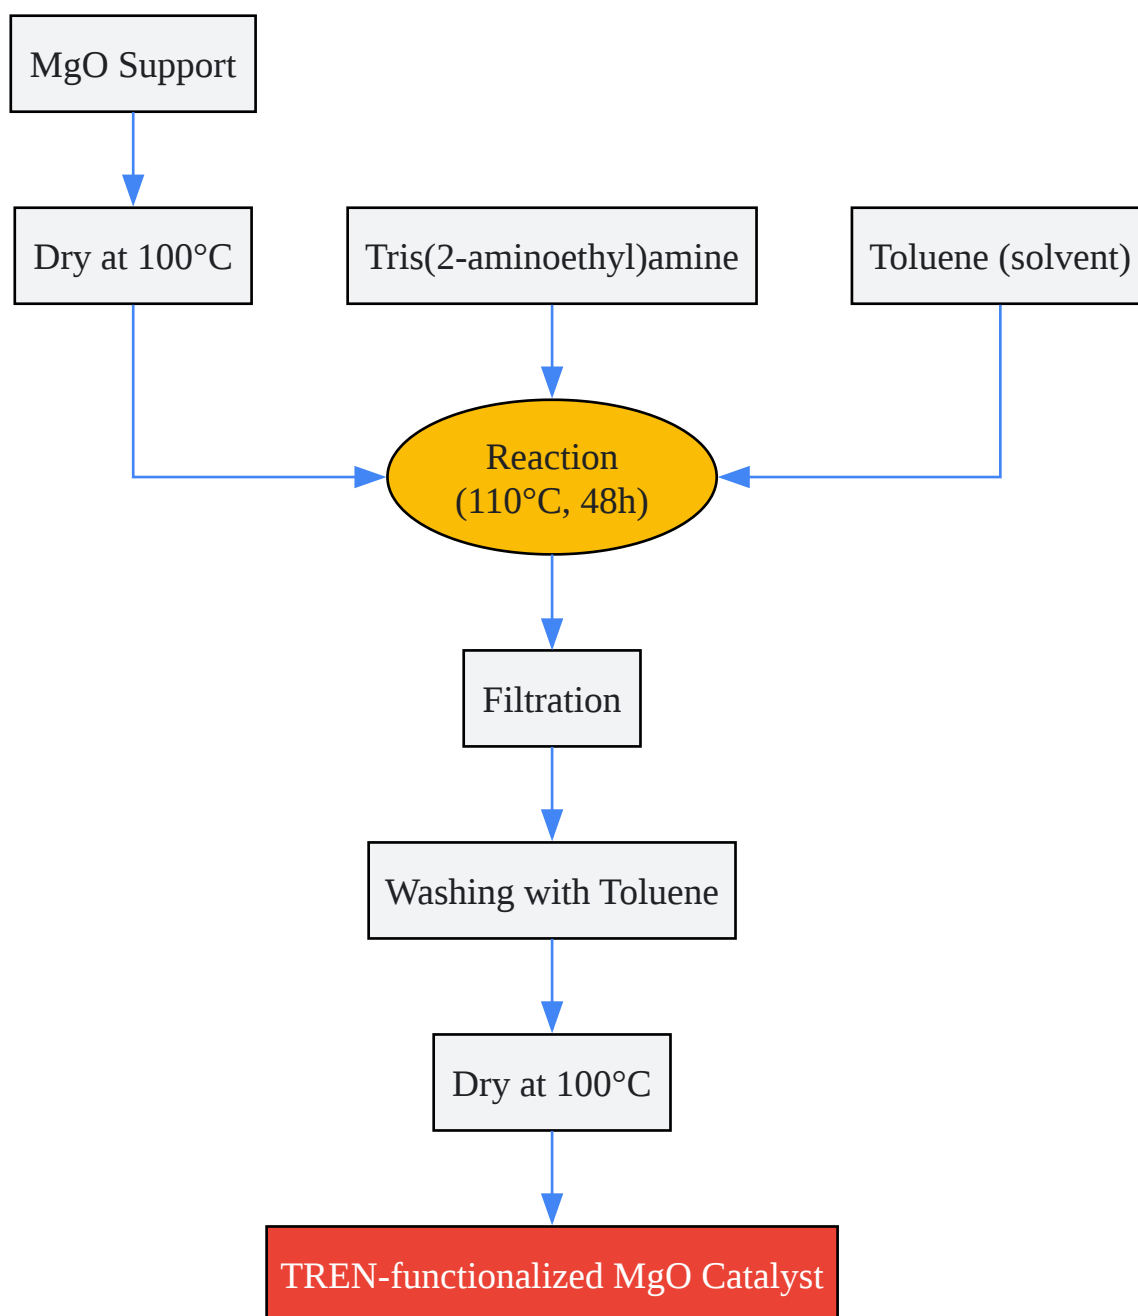 MgO Support
Dry at 100°C
Tris(2-aminoethyl)amine
Toluene (solvent)
Reaction
(110°C, 48h)
Filtration
Washing with Toluene
Dry at 100°C
TREN-functionalized MgO Catalyst